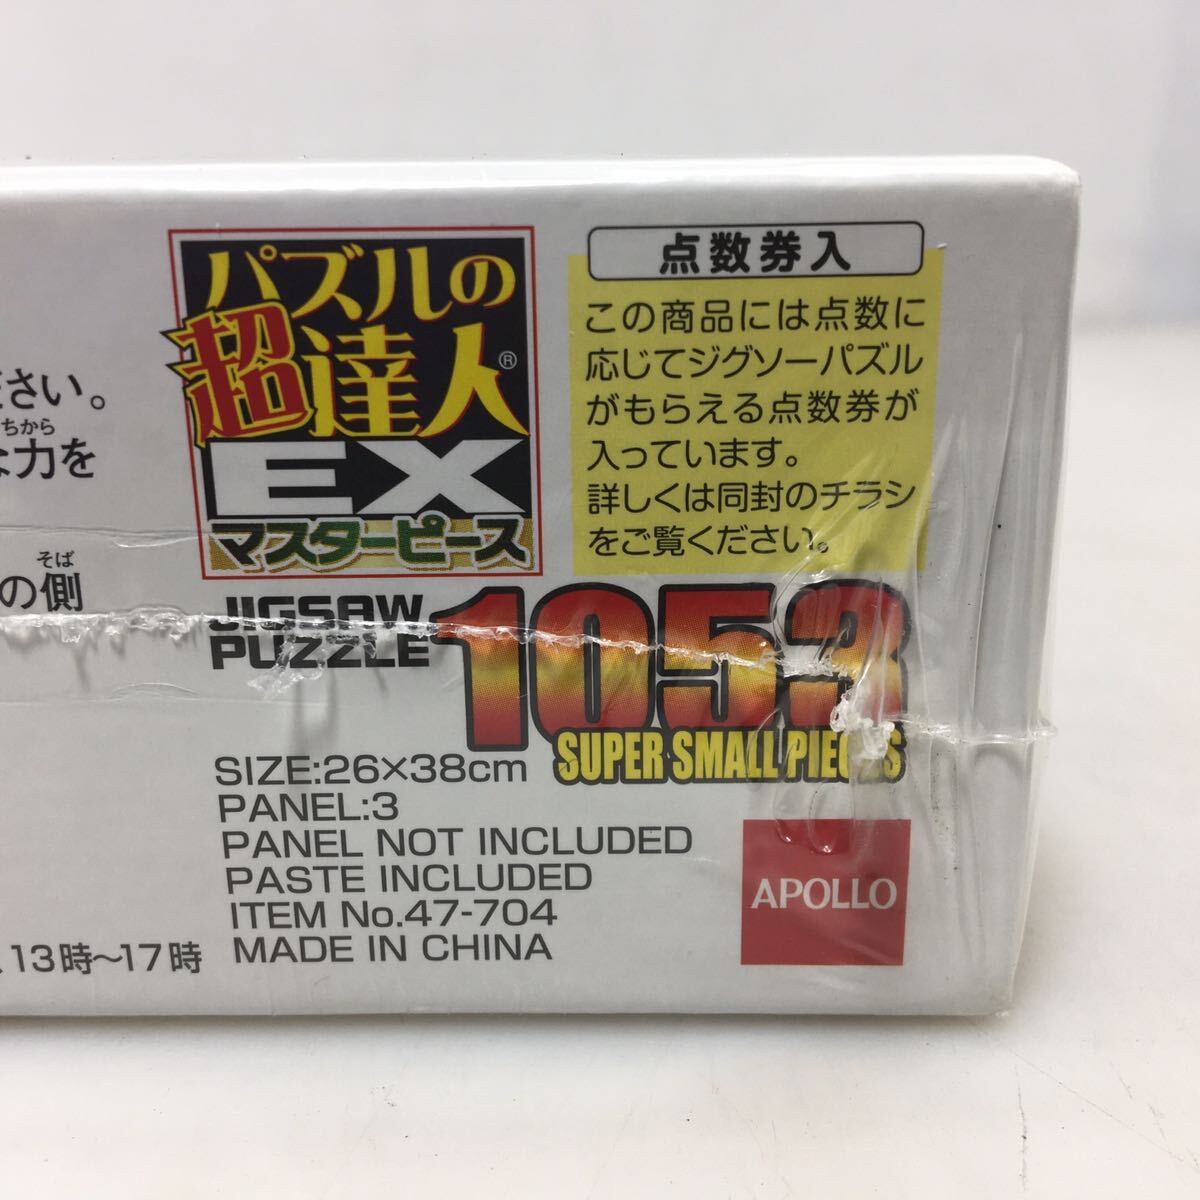 ださい。
ちから
な力を
そば
の側
、13時～17時
パズルの
超達人®
EX
マスターピース
点数券入
この商品には点数に
応じてジグソーパズル
がもらえる点数券が
入っています。
詳しくは同封のチラシ
をご覧ください。
JIGSAW
PUZZLE
1053
SUPER SMALL PIECES
SIZE:26×38cm
PANEL:3
PANEL NOT INCLUDED
PASTE INCLUDED
ITEM No.47-704
MADE IN CHINA
APOLLO